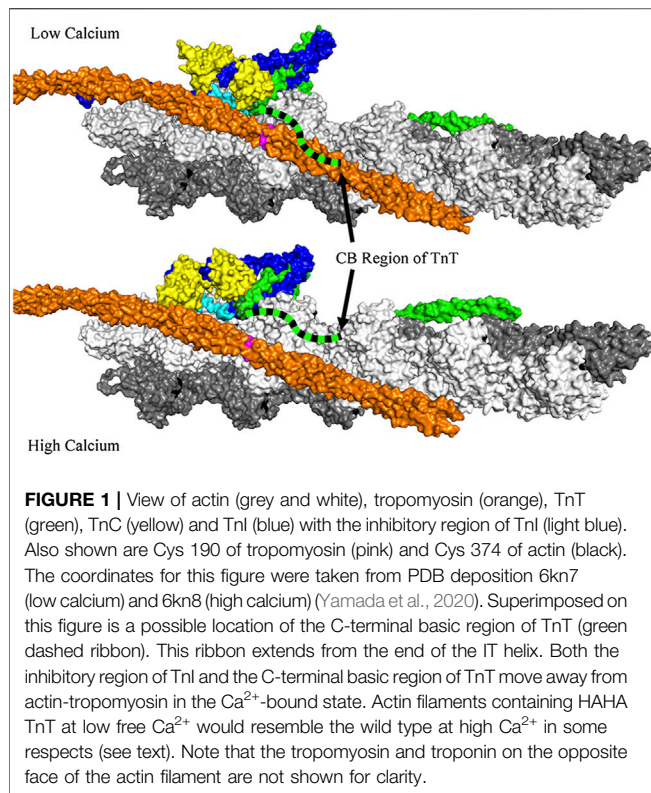 Low Calcium
CB Region of TnT
High Calcium
FIGURE 1 | View of actin (grey and white), tropomyosin (orange), TnT
(green), TnC (yellow) and TnI (blue) with the inhibitory region of TnI (light blue).
Also shown are Cys 190 of tropomyosin (pink) and Cys 374 of actin (black).
The coordinates for this figure were taken from PDB deposition 6kn7
(low calcium) and 6kn8 (high calcium) (Yamada et al., 2020). Superimposed on
this figure is a possible location of the C-terminal basic region of TnT (green
dashed ribbon). This ribbon extends from the end of the IT helix. Both the
inhibitory region of TnI and the C-terminal basic region of TnT move away from
actin-tropomyosin in the Ca²⁺-bound state. Actin filaments containing HAHA
TnT at low free Ca²⁺ would resemble the wild type at high Ca²⁺ in some
respects (see text). Note that the tropomyosin and troponin on the opposite
face of the actin filament are not shown for clarity.